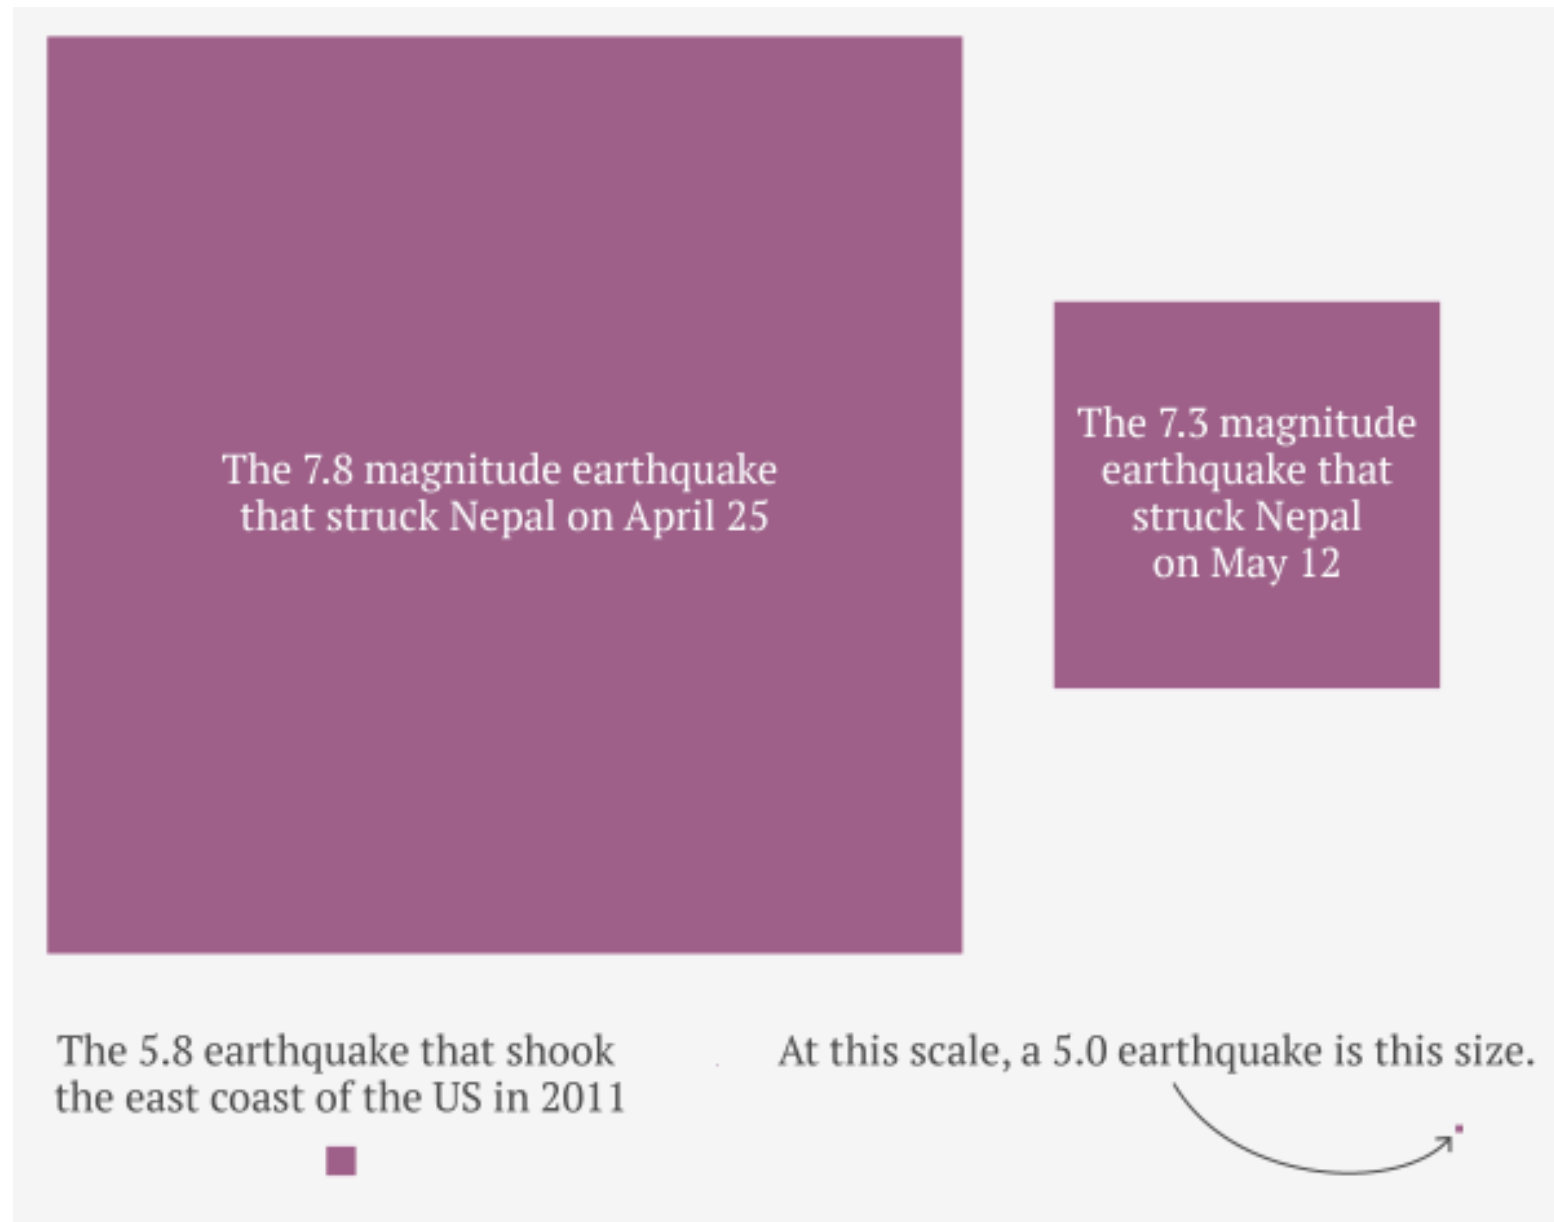 The 7.8 magnitude earthquake
that struck Nepal on April 25
The 7.3 magnitude
earthquake that
struck Nepal
on May 12
The 5.8 earthquake that shook
the east coast of the US in 2011
At this scale, a 5.0 earthquake is this size.